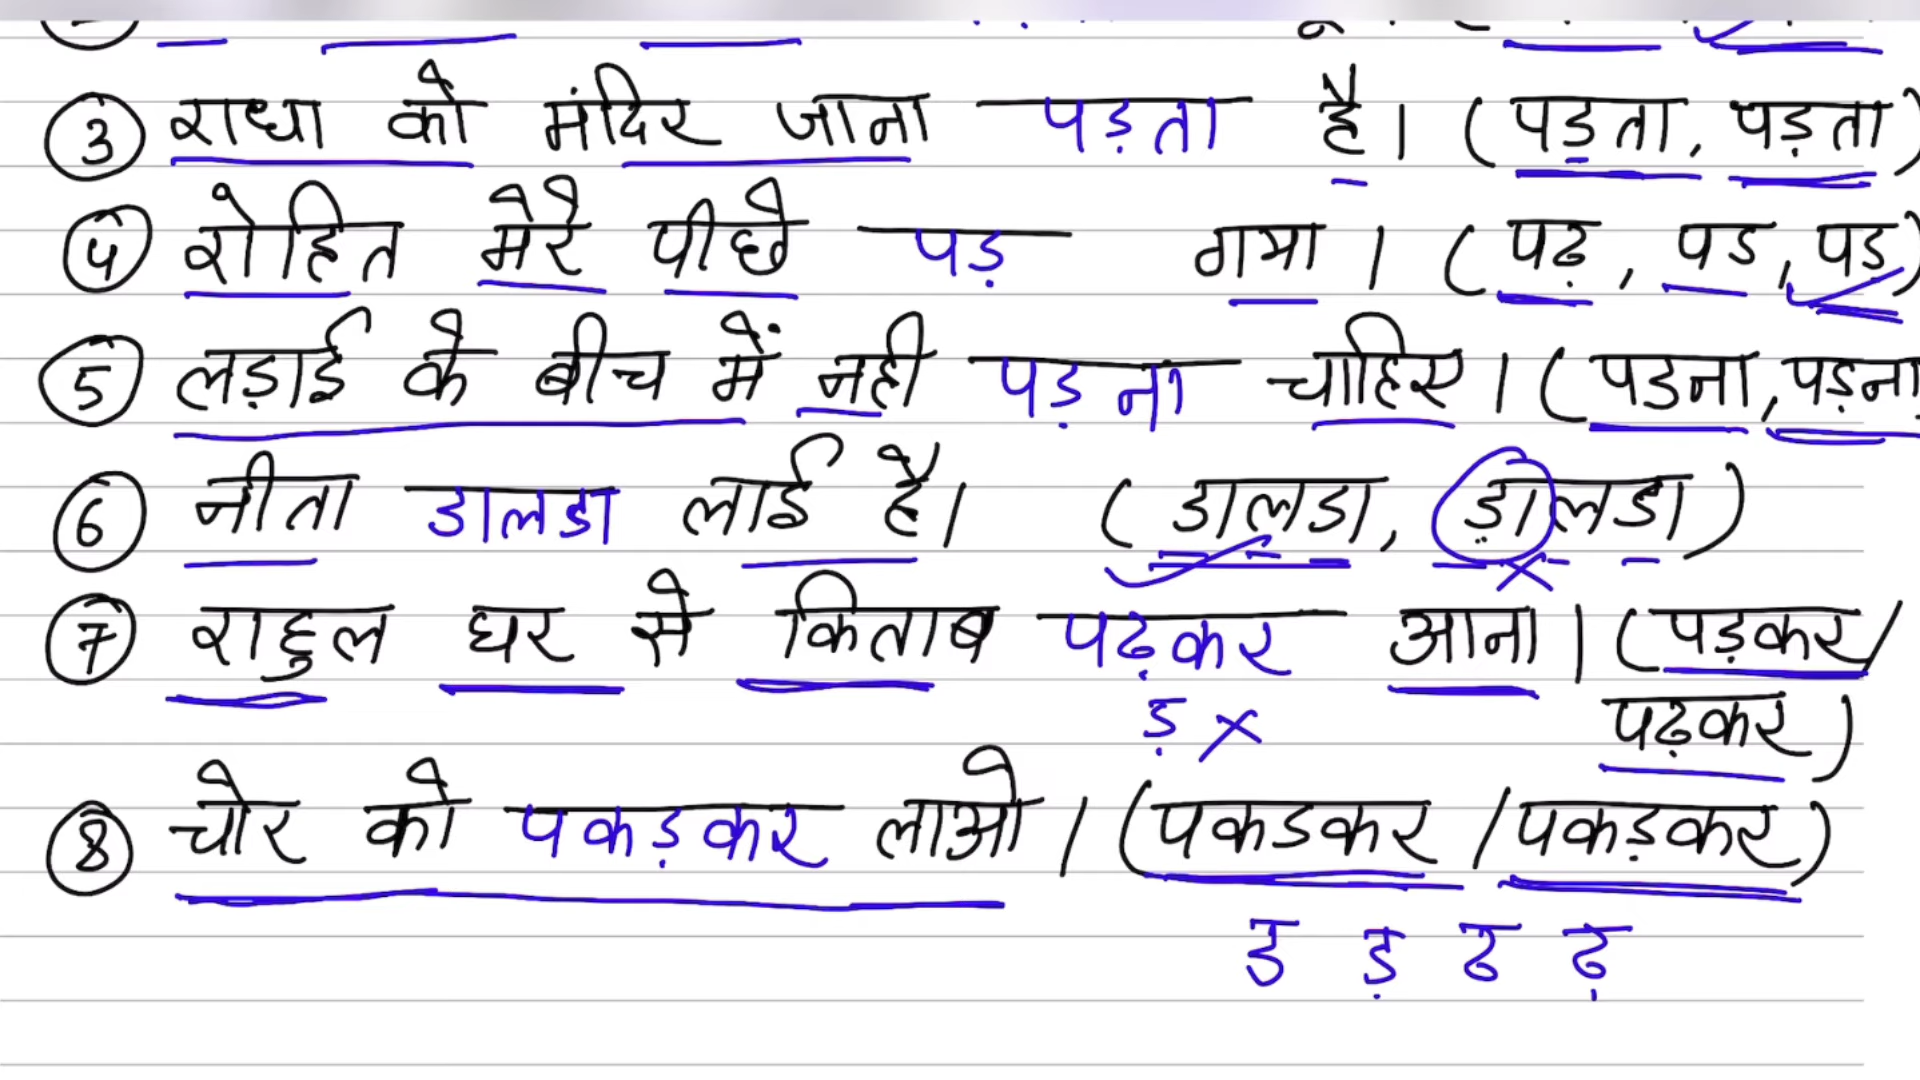 ③ राधा को मंदिर जाना पड़ता है। (पडता, पड़ता)
④ रोहित मेरे पीछे पड़ गया। (पढ़, पड, पड़)
⑤ लड़ाई के बीच में नही पड़ना चाहिए। (पडना, पड़ना
⑥ नीता डालडा लाई है। (डालडा, ड़ालडा)
⑦ राहुल घर से किताब पढ़कर आना। (पड़कर/
ड़ × पढ़कर)
⑧ चोर को पकड़कर लाओ। (पकडकर/पकड़कर)
ड ड़ ढ ढ़